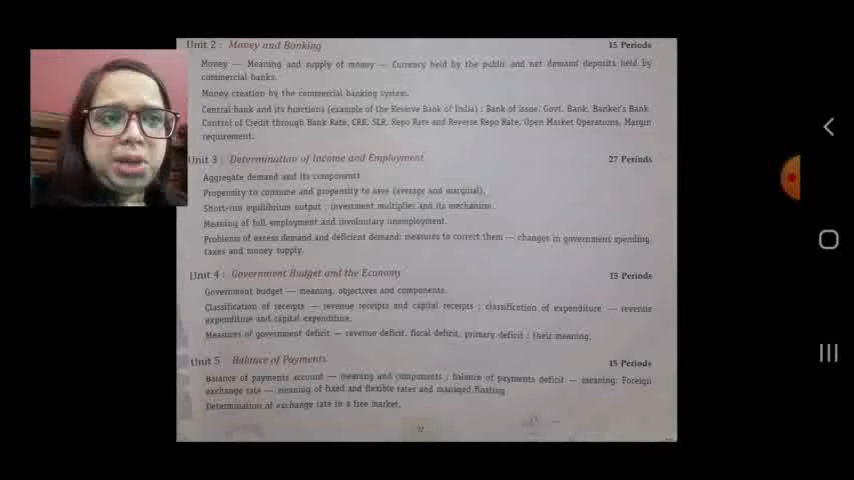 Unit 2 : Money and Banking 15 Periods
Money — Meaning and supply of money — Currency held by the public and net demand deposits held by
commercial banks.
Money creation by the commercial banking system.
Central bank and its functions (example of the Reserve Bank of India) : Bank of issue, Govt. Bank, Banker's Bank,
Control of Credit through Bank Rate, CRR, SLR, Repo Rate and Reverse Repo Rate, Open Market Operations, Margin
requirement.
Unit 3 : Determination of Income and Employment 27 Periods
Aggregate demand and its components
Propensity to consume and propensity to save (average and marginal).
Short-run equilibrium output ; investment multiplier and its mechanism.
Meaning of full employment and involuntary unemployment.
Problems of excess demand and deficient demand; measures to correct them — changes in government spending,
taxes and money supply.
Unit 4 : Government Budget and the Economy 15 Periods
Government budget — meaning, objectives and components.
Classification of receipts — revenue receipts and capital receipts ; classification of expenditure — revenue
expenditure and capital expenditure.
Measures of government deficit — revenue deficit, fiscal deficit, primary deficit : their meaning.
Unit 5 Balance of Payments 15 Periods
Balance of payments account — meaning and components ; balance of payments deficit — meaning. Foreign
exchange rate — meaning of fixed and flexible rates and managed floating.
Determination of exchange rate in a free market.